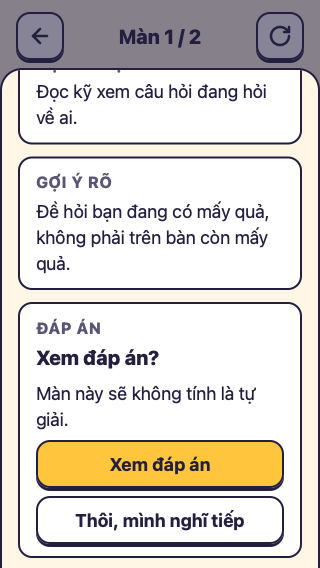 Màn 1 / 2
Đọc kỹ xem câu hỏi đang hỏi
về ai.
GỢI Ý RÕ
Đề hỏi bạn đang có mấy quả,
không phải trên bàn còn mấy
quả.
ĐÁP ÁN
Xem đáp án?
Màn này sẽ không tính là tự
giải.
Xem đáp án
Thôi, mình nghĩ tiếp